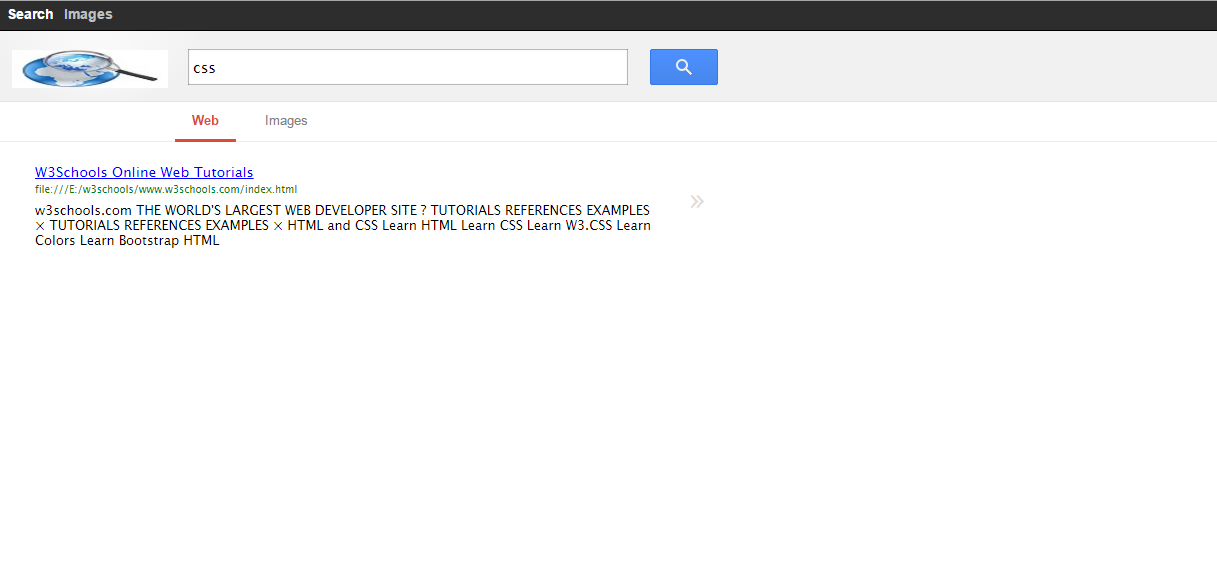 Search Images
css
Web Images
W3Schools Online Web Tutorials
file:///E:/w3schools/www.w3schools.com/index.html
w3schools.com THE WORLD'S LARGEST WEB DEVELOPER SITE ? TUTORIALS REFERENCES EXAMPLES
× TUTORIALS REFERENCES EXAMPLES × HTML and CSS Learn HTML Learn CSS Learn W3.CSS Learn
Colors Learn Bootstrap HTML